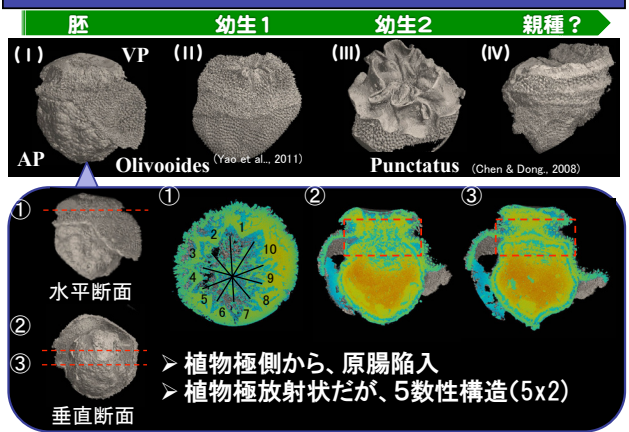 胚 幼生1 幼生2 親種?
(I) VP (II) (III) (IV)
AP Olivooides (Yao et al., 2011) Punctatus (Chen & Dong., 2008)
① ① ② ③
1
2
10
3
4
9
5
8
6 7
水平断面
②
③
垂直断面
➢ 植物極側から、原腸陥入
➢ 植物極放射状だが、5数性構造(5x2)